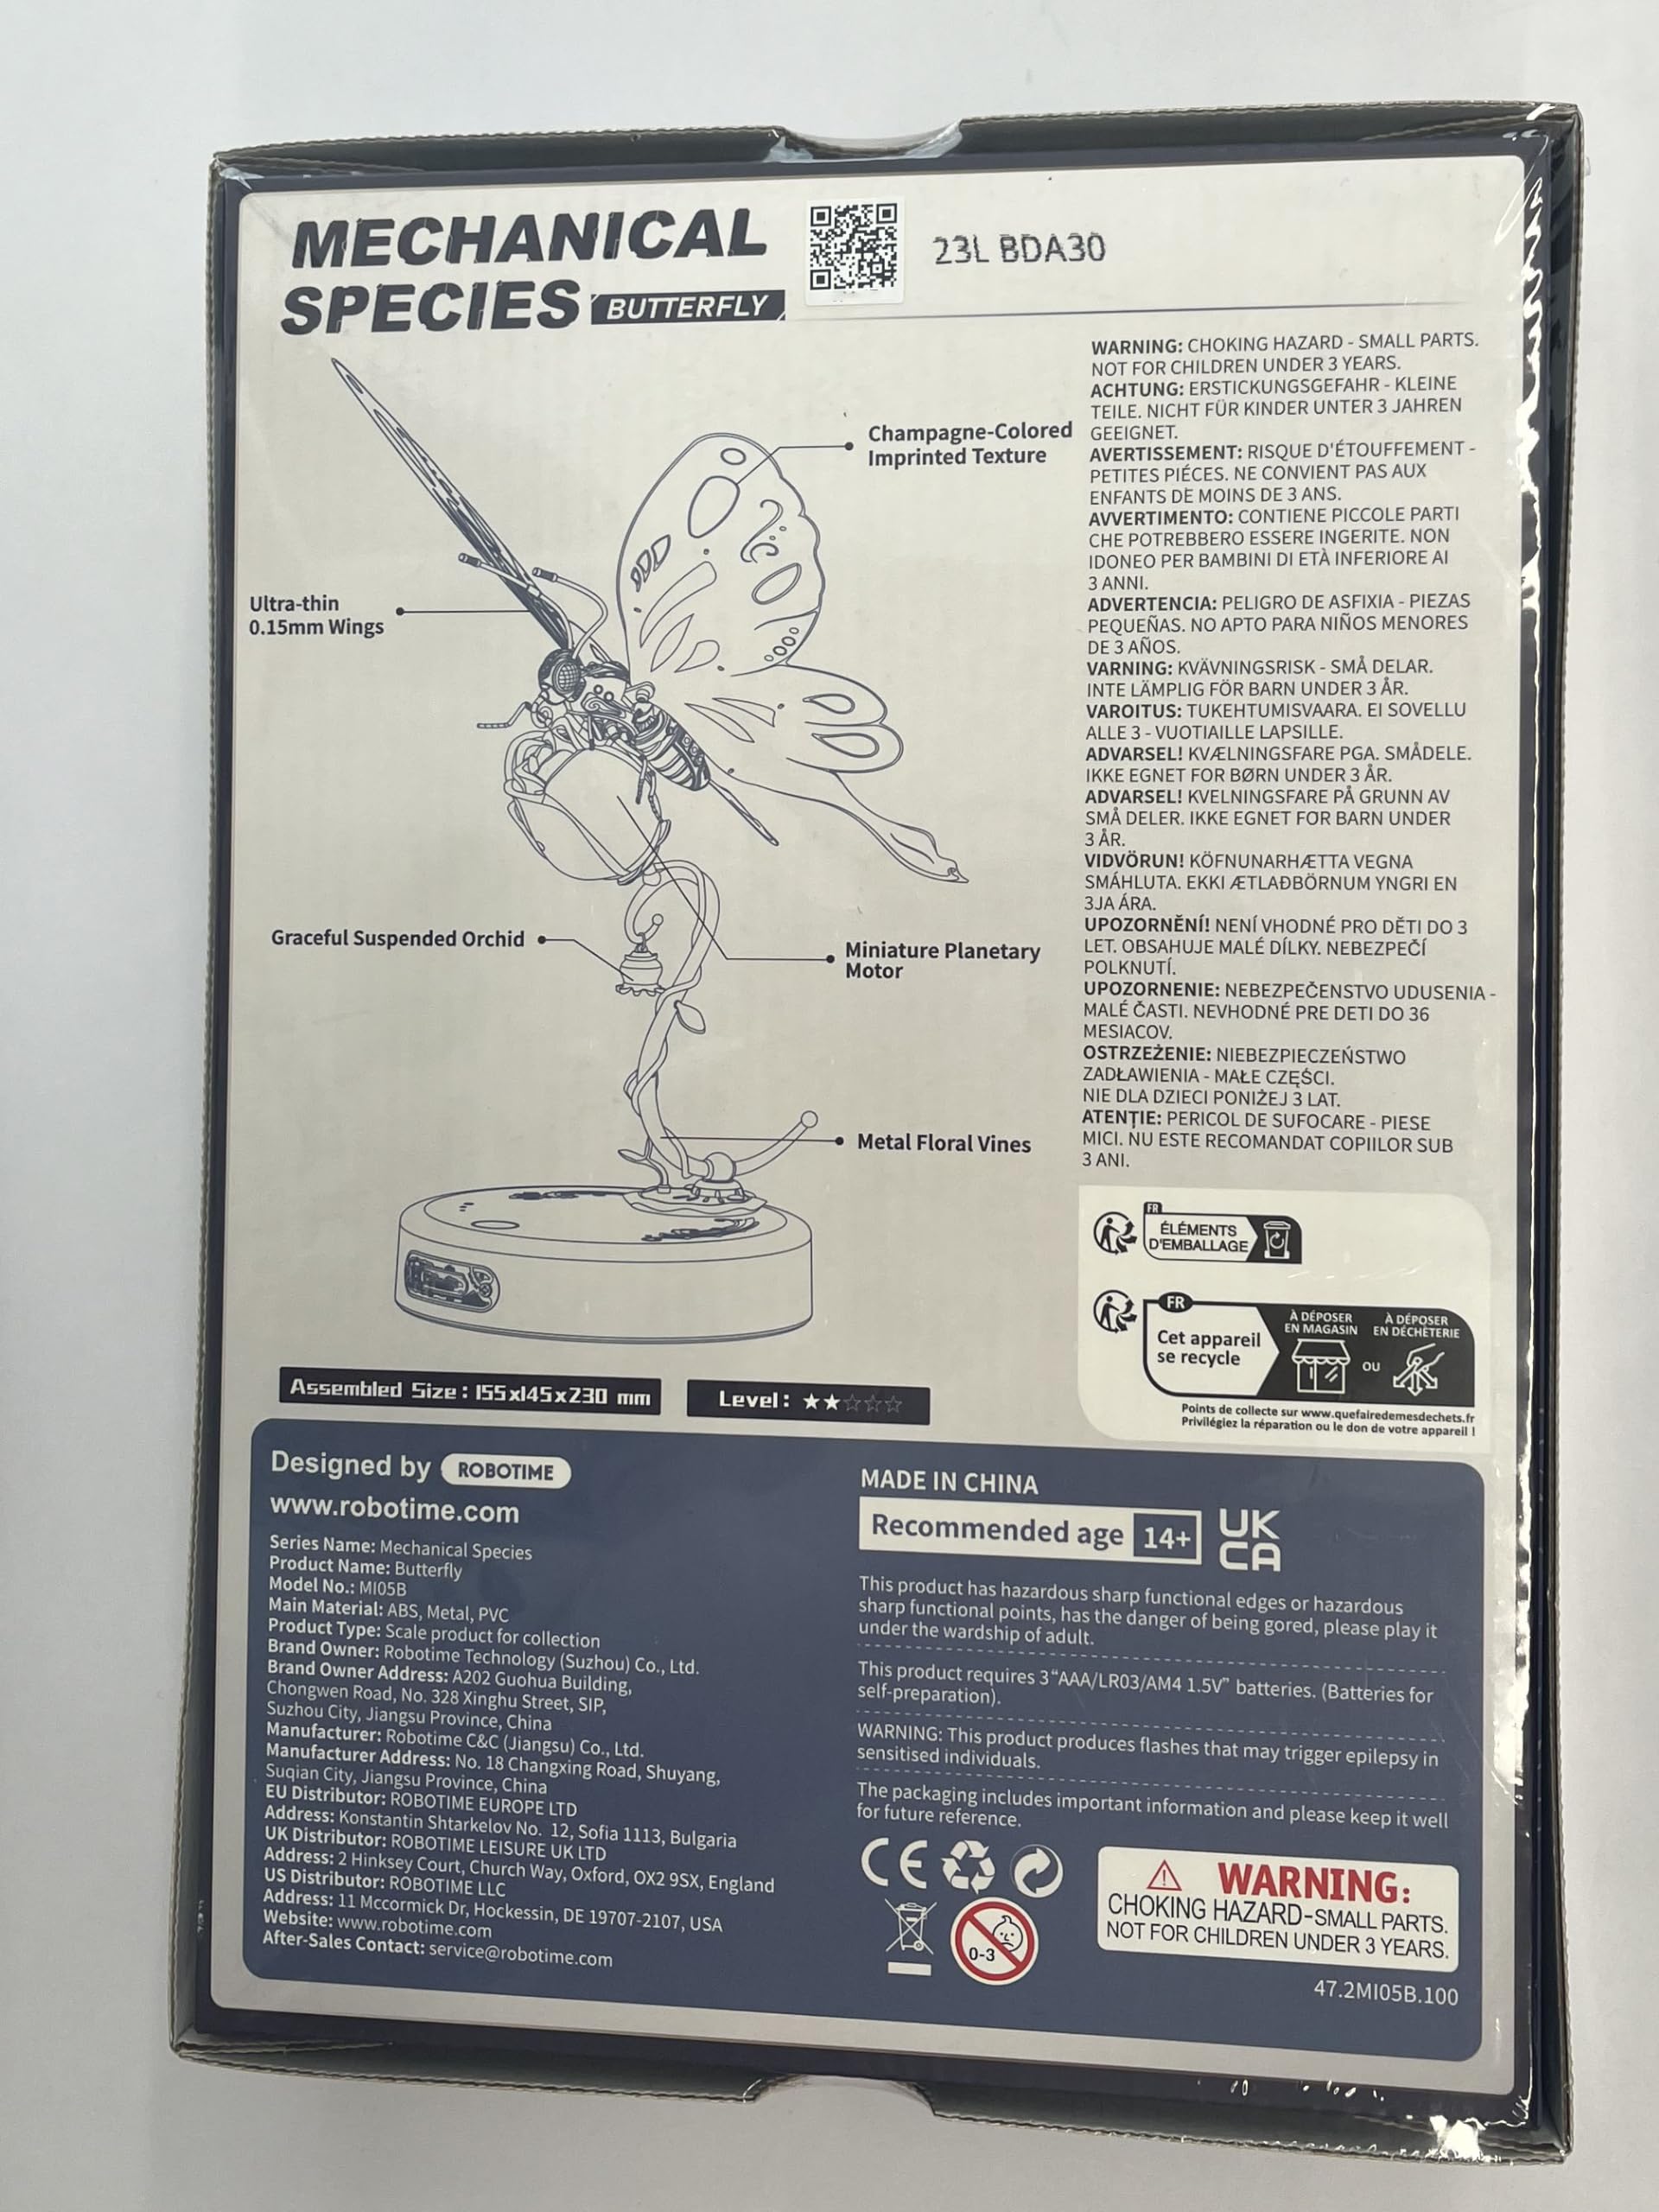 MECHANICAL
SPECIES BUTTERFLY
23L BDA30
Champagne-Colored
Imprinted Texture
Ultra-thin
0.15mm Wings
Graceful Suspended Orchid
Miniature Planetary
Motor
Metal Floral Vines
Assembled Size : 155x145x230 mm
Level : ★★☆☆☆
WARNING: CHOKING HAZARD - SMALL PARTS.
NOT FOR CHILDREN UNDER 3 YEARS.
ACHTUNG: ERSTICKUNGSGEFAHR - KLEINE
TEILE. NICHT FÜR KINDER UNTER 3 JAHREN
GEEIGNET.
AVERTISSEMENT: RISQUE D'ÉTOUFFEMENT -
PETITES PIÉCES. NE CONVIENT PAS AUX
ENFANTS DE MOINS DE 3 ANS.
AVVERTIMENTO: CONTIENE PICCOLE PARTI
CHE POTREBBERO ESSERE INGERITE. NON
IDONEO PER BAMBINI DI ETÀ INFERIORE AI
3 ANNI.
ADVERTENCIA: PELIGRO DE ASFIXIA - PIEZAS
PEQUEÑAS. NO APTO PARA NIÑOS MENORES
DE 3 AÑOS.
VARNING: KVÄVNINGSRISK - SMÅ DELAR.
INTE LÄMPLIG FÖR BARN UNDER 3 ÅR.
VAROITUS: TUKEHTUMISVAARA. EI SOVELLU
ALLE 3 - VUOTIAILLE LAPSILLE.
ADVARSEL! KVÆLNINGSFARE PGA. SMÅDELE.
IKKE EGNET FOR BØRN UNDER 3 ÅR.
ADVARSEL! KVELNINGSFARE PÅ GRUNN AV
SMÅ DELER. IKKE EGNET FOR BARN UNDER
3 ÅR.
VIDVÖRUN! KÖFNUNARHÆTTA VEGNA
SMÁHLUTA. EKKI ÆTLAÐBÖRNUM YNGRI EN
3JA ÁRA.
UPOZORNĚNÍ! NENÍ VHODNÉ PRO DĚTI DO 3
LET. OBSAHUJE MALÉ DÍLKY. NEBEZPEČÍ
POLKNUTÍ.
UPOZORNENIE: NEBEZPEČENSTVO UDUSENIA -
MALÉ ČASTI. NEVHODNÉ PRE DETI DO 36
MESIACOV.
OSTRZEŻENIE: NIEBEZPIECZEŃSTWO
ZADŁAWIENIA - MAŁE CZĘŚCI.
NIE DLA DZIECI PONIŻEJ 3 LAT.
ATENȚIE: PERICOL DE SUFOCARE - PIESE
MICI. NU ESTE RECOMANDAT COPIILOR SUB
3 ANI.
FR
ÉLÉMENTS
D'EMBALLAGE
FR
Cet appareil
se recycle
À DÉPOSER
EN MAGASIN
OU
À DÉPOSER
EN DÉCHÈTERIE
Points de collecte sur www.quefairedemesdechets.fr
Privilégiez la réparation ou le don de votre appareil !
Designed by ROBOTIME
www.robotime.com
Series Name: Mechanical Species
Product Name: Butterfly
Model No.: MI05B
Main Material: ABS, Metal, PVC
Product Type: Scale product for collection
Brand Owner: Robotime Technology (Suzhou) Co., Ltd.
Brand Owner Address: A202 Guohua Building,
Chongwen Road, No. 328 Xinghu Street, SIP,
Suzhou City, Jiangsu Province, China
Manufacturer: Robotime C&C (Jiangsu) Co., Ltd.
Manufacturer Address: No. 18 Changxing Road, Shuyang,
Suqian City, Jiangsu Province, China
EU Distributor: ROBOTIME EUROPE LTD
Address: Konstantin Shtarkelov No. 12, Sofia 1113, Bulgaria
UK Distributor: ROBOTIME LEISURE UK LTD
Address: 2 Hinksey Court, Church Way, Oxford, OX2 9SX, England
US Distributor: ROBOTIME LLC
Address: 11 Mccormick Dr, Hockessin, DE 19707-2107, USA
Website: www.robotime.com
After-Sales Contact: service@robotime.com
MADE IN CHINA
Recommended age 14+
UK
CA
This product has hazardous sharp functional edges or hazardous
sharp functional points, has the danger of being gored, please play it
under the wardship of adult.
This product requires 3“AAA/LR03/AM4 1.5V” batteries. (Batteries for
self-preparation).
WARNING: This product produces flashes that may trigger epilepsy in
sensitised individuals.
The packaging includes important information and please keep it well
for future reference.
CE
0-3
WARNING:
CHOKING HAZARD-SMALL PARTS.
NOT FOR CHILDREN UNDER 3 YEARS.
47.2MI05B.100